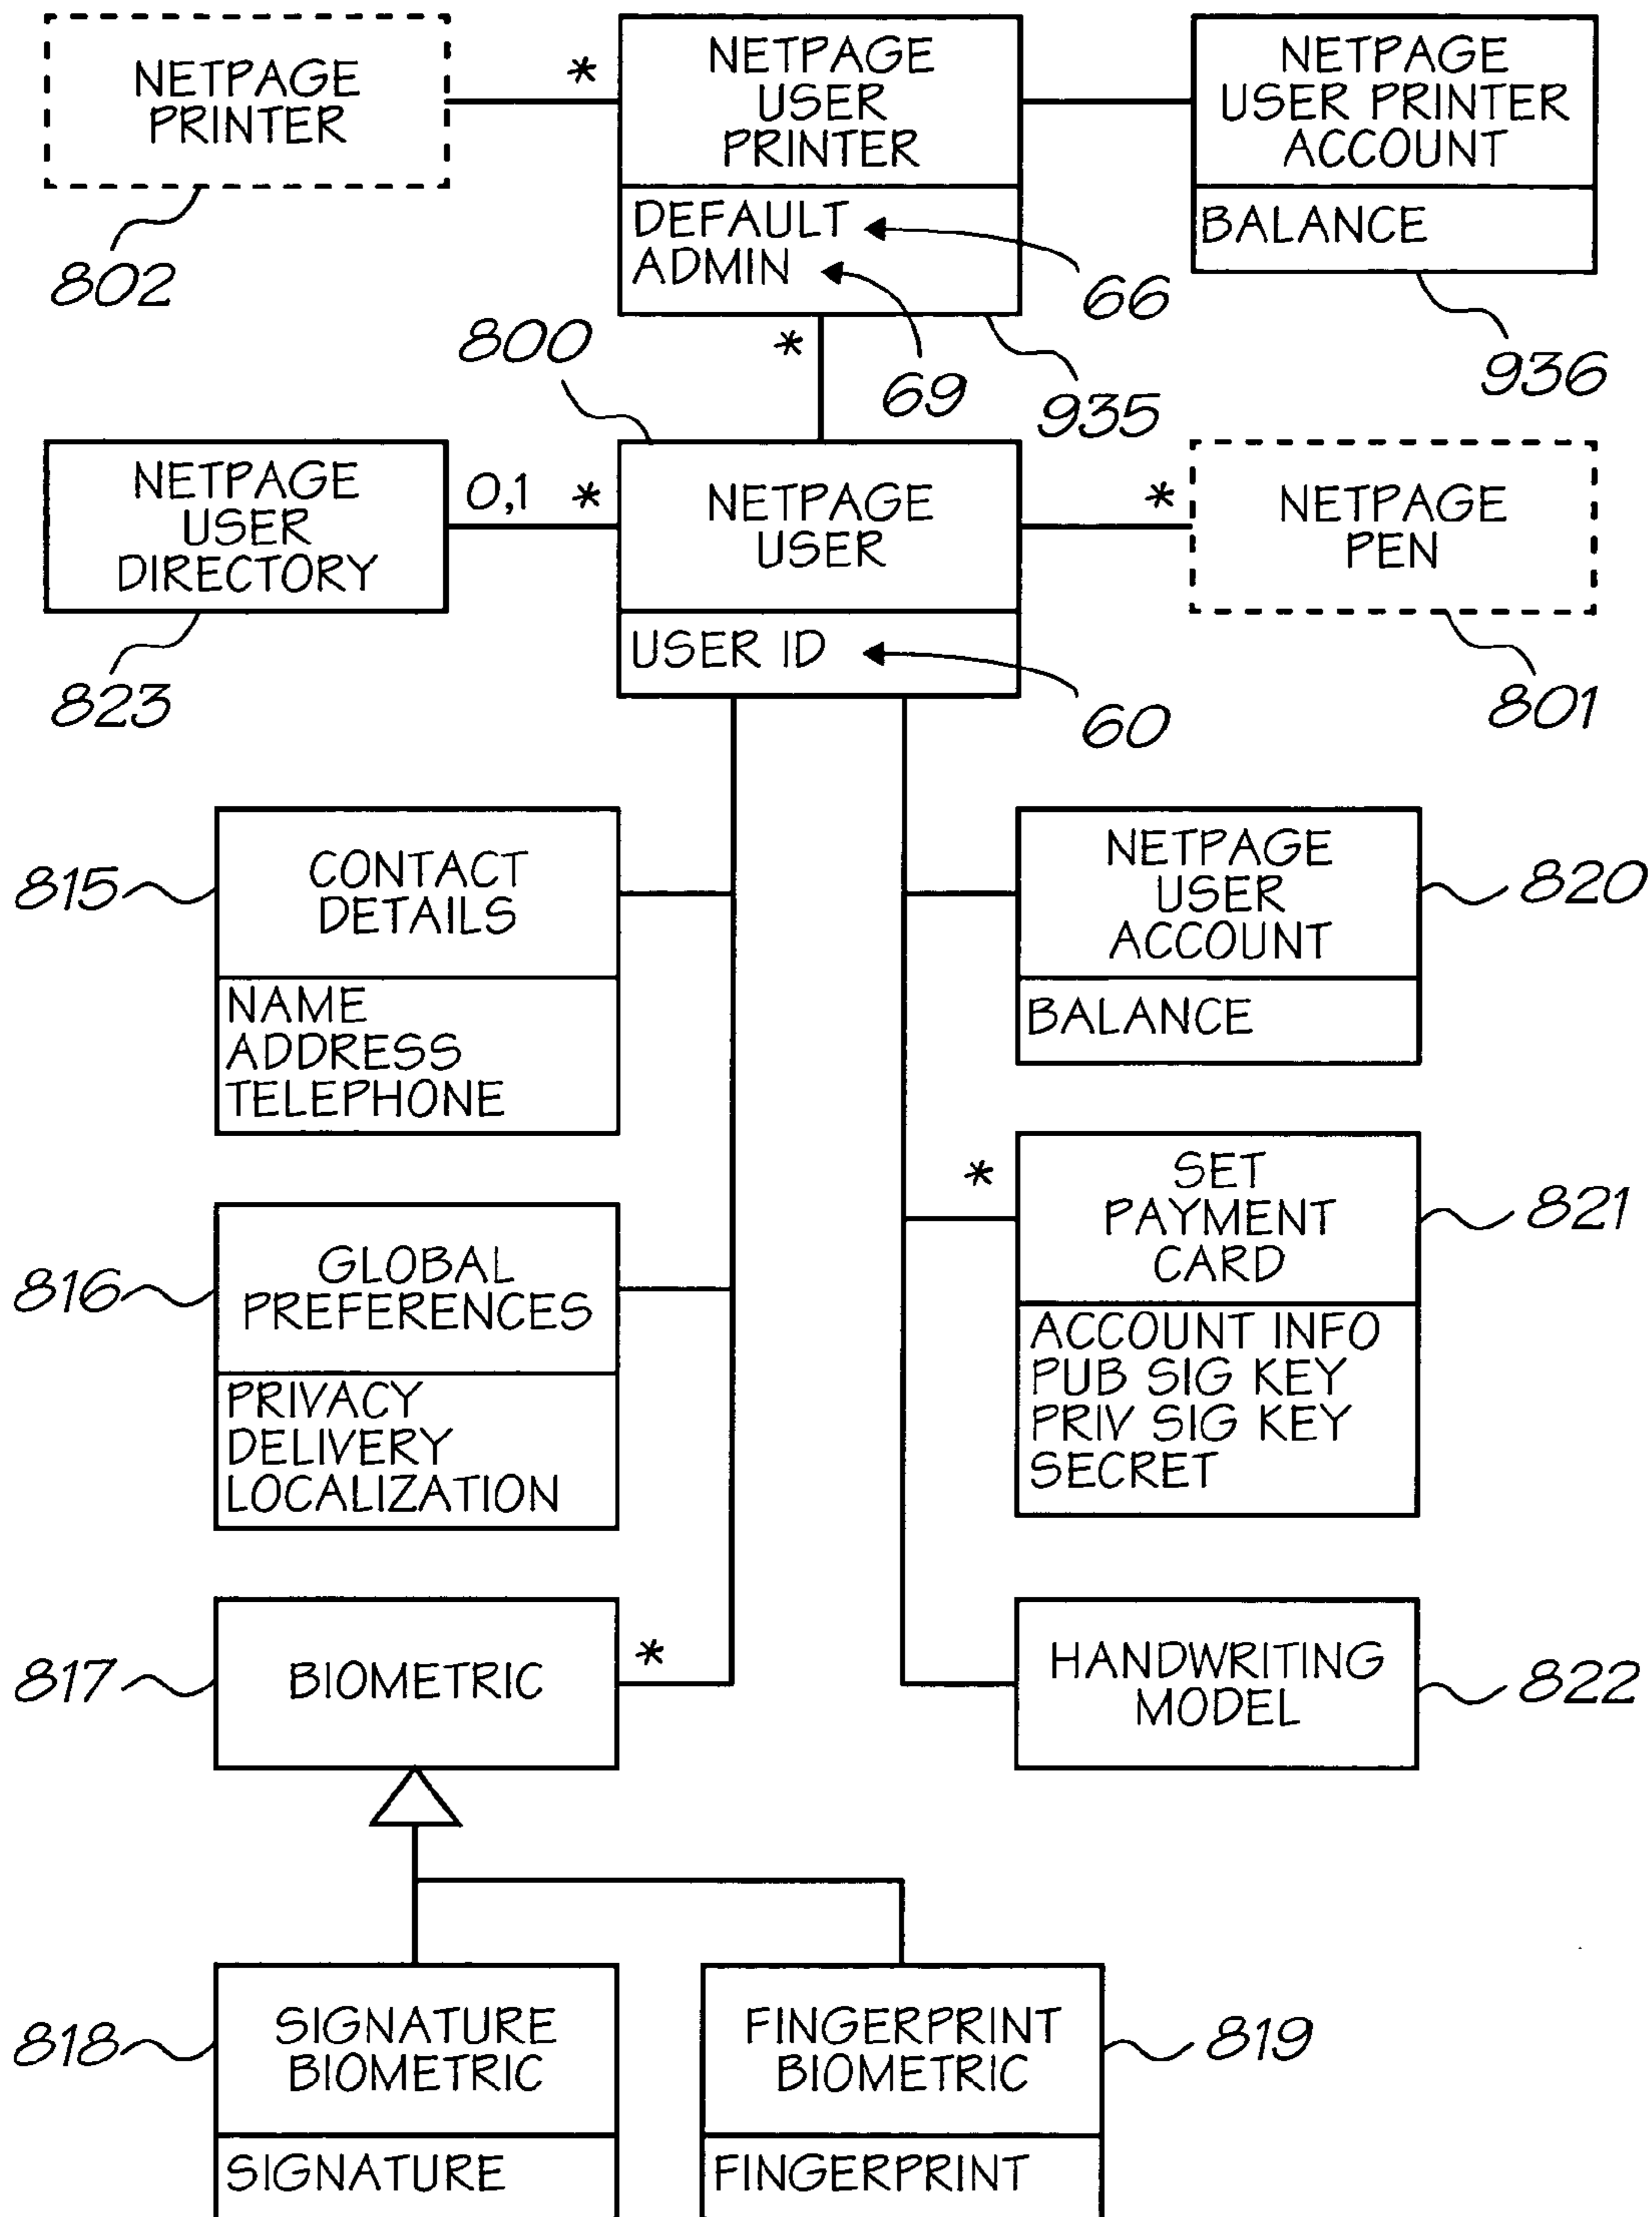 NETPAGE
PRINTER
802
*
NETPAGE
USER
PRINTER
DEFAULT
ADMIN
66
69
935
NETPAGE
USER PRINTER
ACCOUNT
BALANCE
936
*
800
NETPAGE
USER
DIRECTORY
823
0,1 *
NETPAGE
USER
USER ID
60
*
NETPAGE
PEN
801
815
CONTACT
DETAILS
NAME
ADDRESS
TELEPHONE
NETPAGE
USER
ACCOUNT
BALANCE
820
816
GLOBAL
PREFERENCES
PRIVACY
DELIVERY
LOCALIZATION
*
SET
PAYMENT
CARD
ACCOUNT INFO
PUB SIG KEY
PRIV SIG KEY
SECRET
821
817
BIOMETRIC
*
HANDWRITING
MODEL
822
818
SIGNATURE
BIOMETRIC
SIGNATURE
FINGERPRINT
BIOMETRIC
FINGERPRINT
819